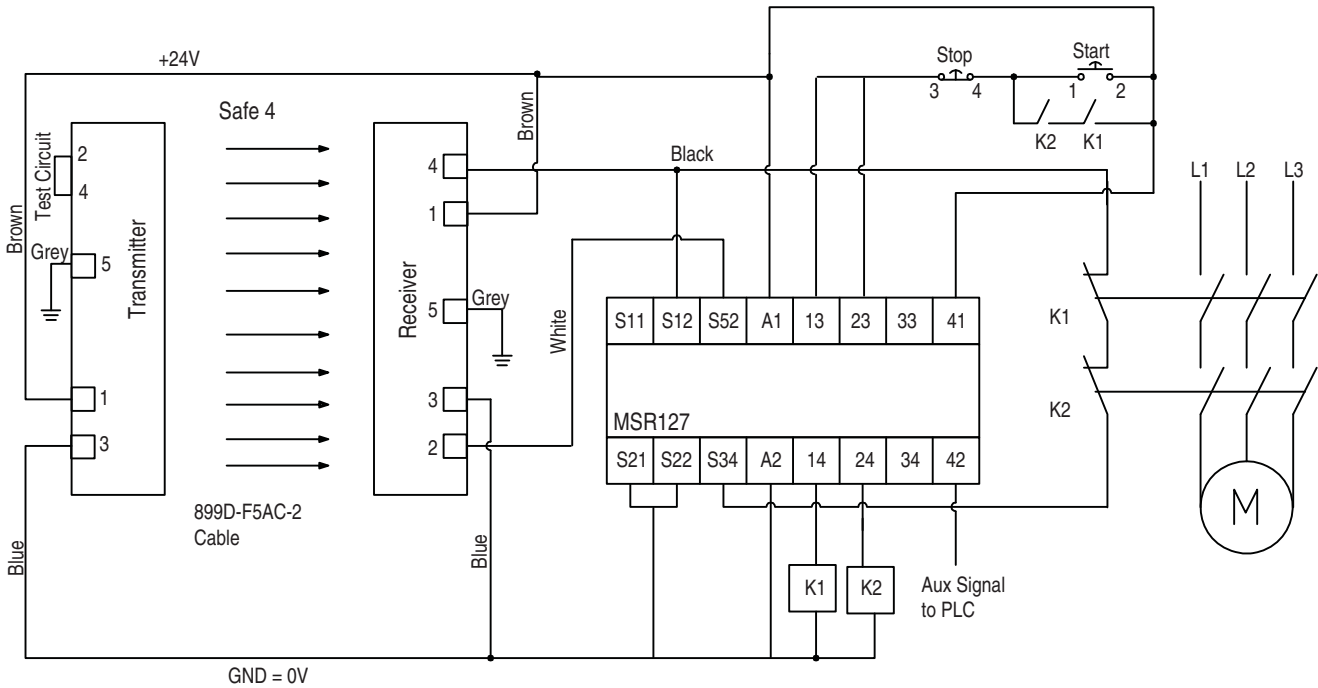 +24V
Safe 4
Brown
Stop
Start
3 4
1 2
K2 K1
Black
L1 L2 L3
Test Circuit
2
4
Brown
Grey
5
Transmitter
1
3
Receiver
4
1
5
Grey
3
2
White
S11 S12 S52 A1 13 23 33 41
MSR127
S21 S22 S34 A2 14 24 34 42
K1
K2
M
899D-F5AC-2
Cable
Blue
Blue
K1
K2
Aux Signal
to PLC
GND = 0V